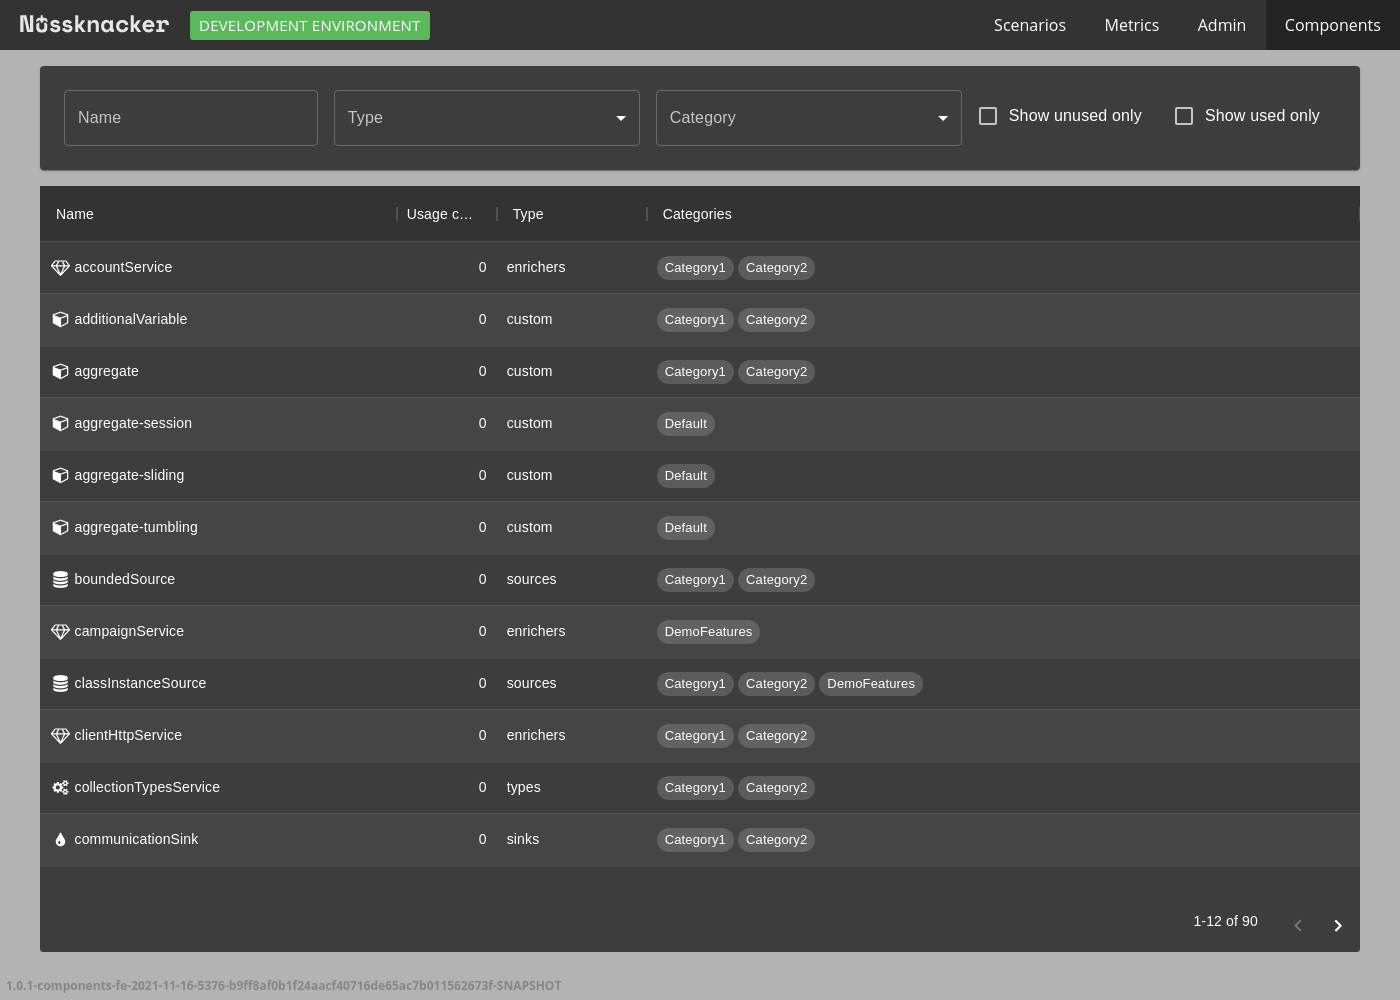 Nussknacker DEVELOPMENT ENVIRONMENT Scenarios Metrics Admin Components
Name Type Category Show unused only Show used only
Name Usage c... Type Categories
accountService 0 enrichers Category1 Category2
additionalVariable 0 custom Category1 Category2
aggregate 0 custom Category1 Category2
aggregate-session 0 custom Default
aggregate-sliding 0 custom Default
aggregate-tumbling 0 custom Default
boundedSource 0 sources Category1 Category2
campaignService 0 enrichers DemoFeatures
classInstanceSource 0 sources Category1 Category2 DemoFeatures
clientHttpService 0 enrichers Category1 Category2
collectionTypesService 0 types Category1 Category2
communicationSink 0 sinks Category1 Category2
1-12 of 90
1.0.1-components-fe-2021-11-16-5376-b9ff8af0b1f24aacf40716de65ac7b011562673f-SNAPSHOT